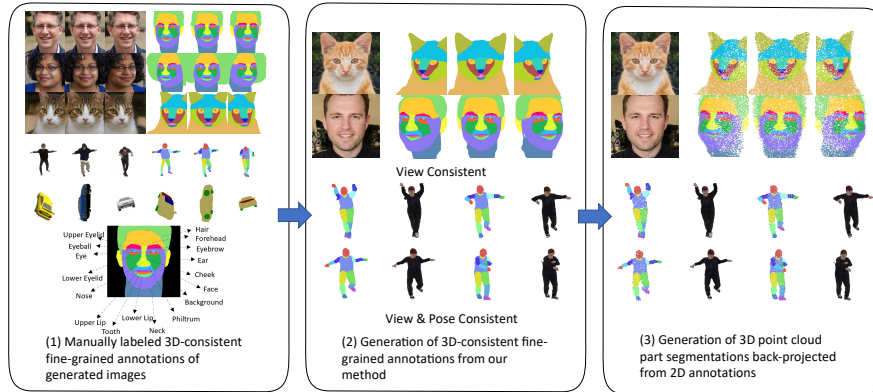 Upper Eyelid
Eyeball
Eye
Lower Eyelid
Nose
Upper Lip
Tooth
Lower Lip
Neck
Philtrum
Background
Face
Cheek
Ear
Eyebrow
Forehead
Hair
(1) Manually labeled 3D-consistent
fine-grained annotations of
generated images
View Consistent
View & Pose Consistent
(2) Generation of 3D-consistent fine-
grained annotations from our
method
(3) Generation of 3D point cloud
part segmentations back-projected
from 2D annotations